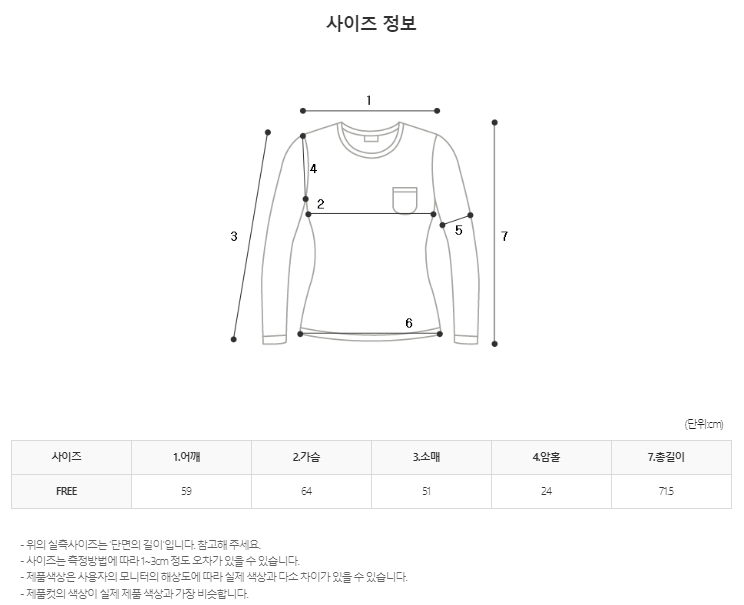 사이즈 정보
1
4
2
3
5
7
6
(단위:cm)
사이즈 1.어깨 2.가슴 3.소매 4.암홀 7.총길이
FREE 59 64 51 24 71.5
- 위의 실측사이즈는 '단면의 길이'입니다. 참고해 주세요.
- 사이즈는 측정방법에 따라 1~3cm 정도 오차가 있을 수 있습니다.
- 제품색상은 사용자의 모니터의 해상도에 따라 실제 색상과 다소 차이가 있을 수 있습니다.
- 제품컷의 색상이 실제 제품 색상과 가장 비슷합니다.